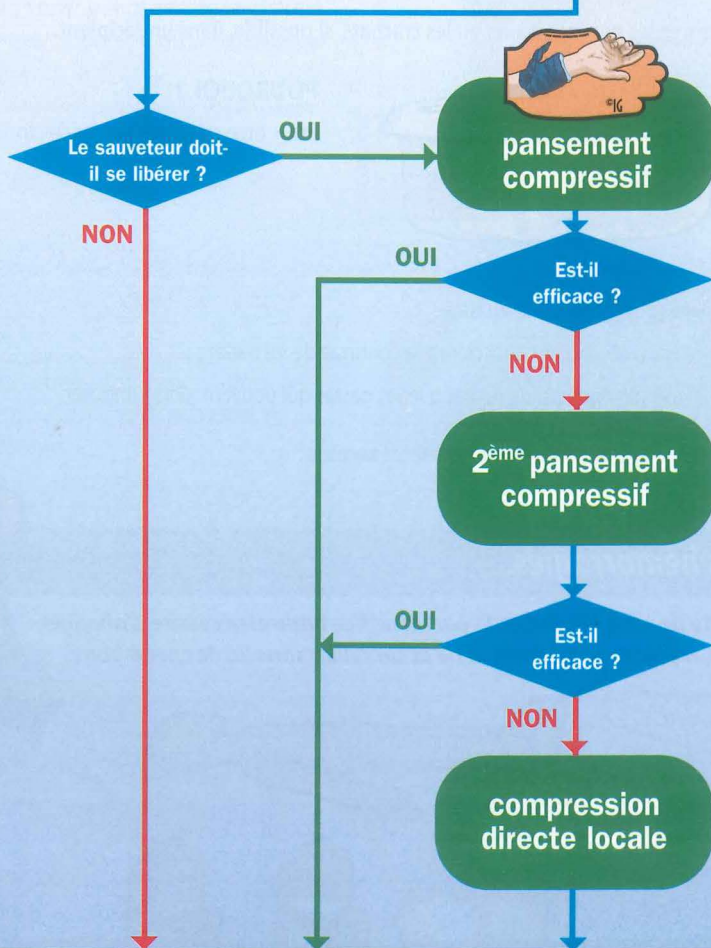 ©IG
pansement
compressif
Le sauveteur doit-
il se libérer ?
OUI
NON
Est-il
efficace ?
OUI
NON
2ème pansement
compressif
Est-il
efficace ?
OUI
NON
compression
directe locale